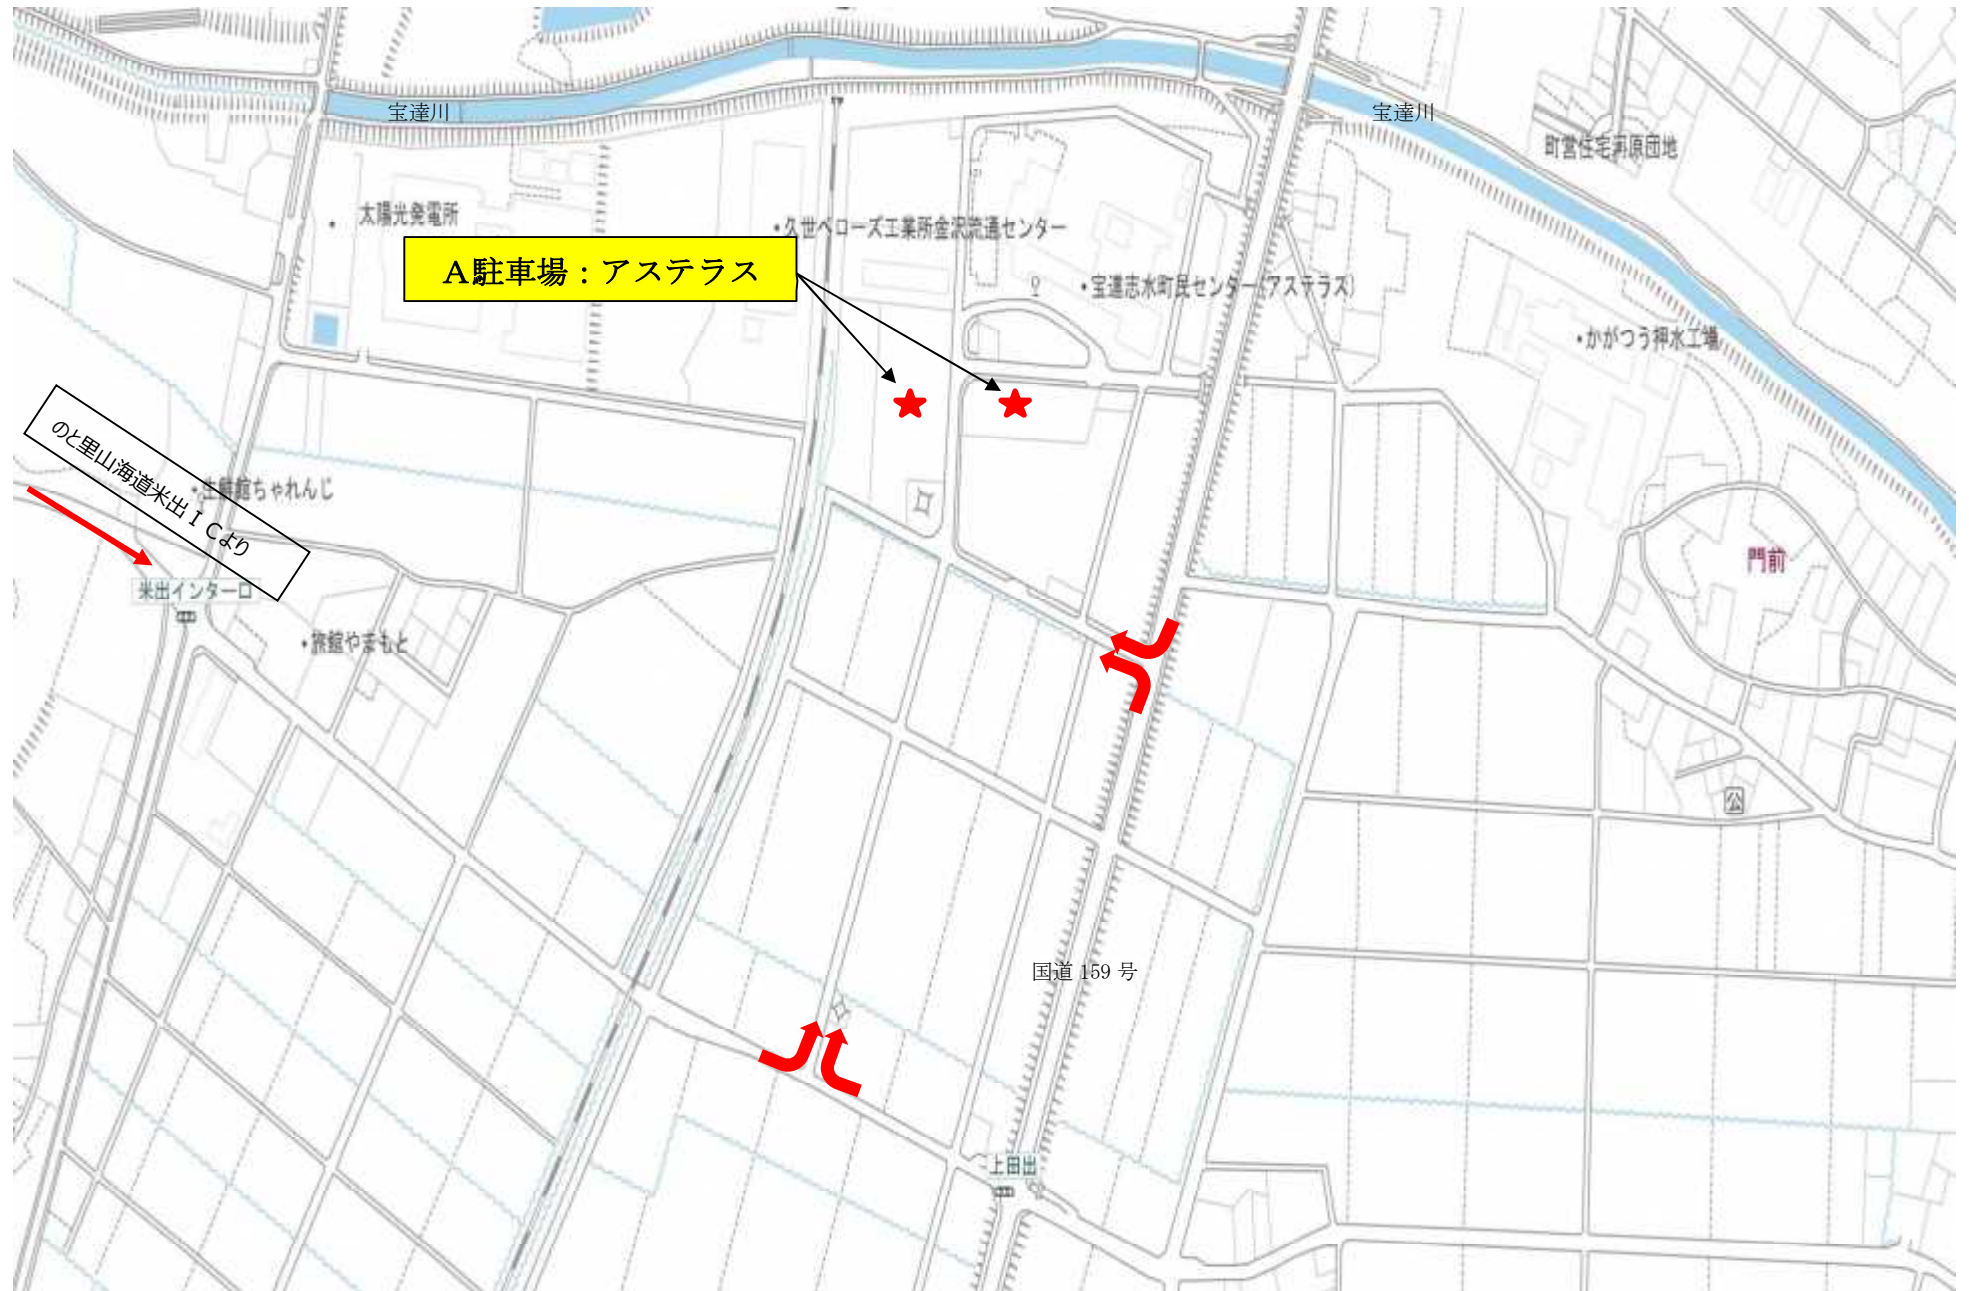 宝達川
宝達川
町営住宅河原団地
太陽光発電所
久世ベローズ工業所金沢流通センター
A駐車場：アステラス
宝達志水町民センター（アステラス）
かがつう押水工場
のと里山海道米出ＩＣより
生鮮館ちゃれんじ
門前
米出インター口
旅館やまもと
公
国道 159 号
上田出